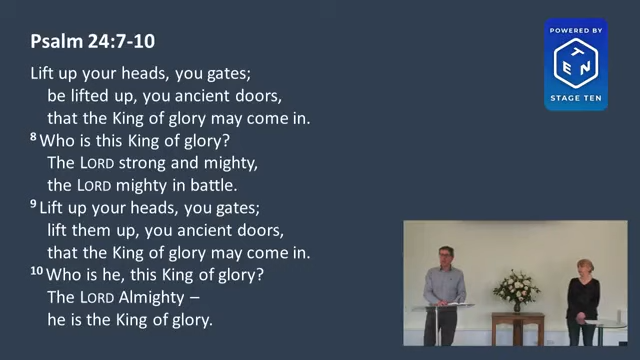 Psalm 24:7-10
Lift up your heads, you gates;
be lifted up, you ancient doors,
that the King of glory may come in.
8 Who is this King of glory?
The LORD strong and mighty,
the LORD mighty in battle.
9 Lift up your heads, you gates;
lift them up, you ancient doors,
that the King of glory may come in.
10 Who is he, this King of glory?
The LORD Almighty –
he is the King of glory.
POWERED BY
TEN
STAGE TEN